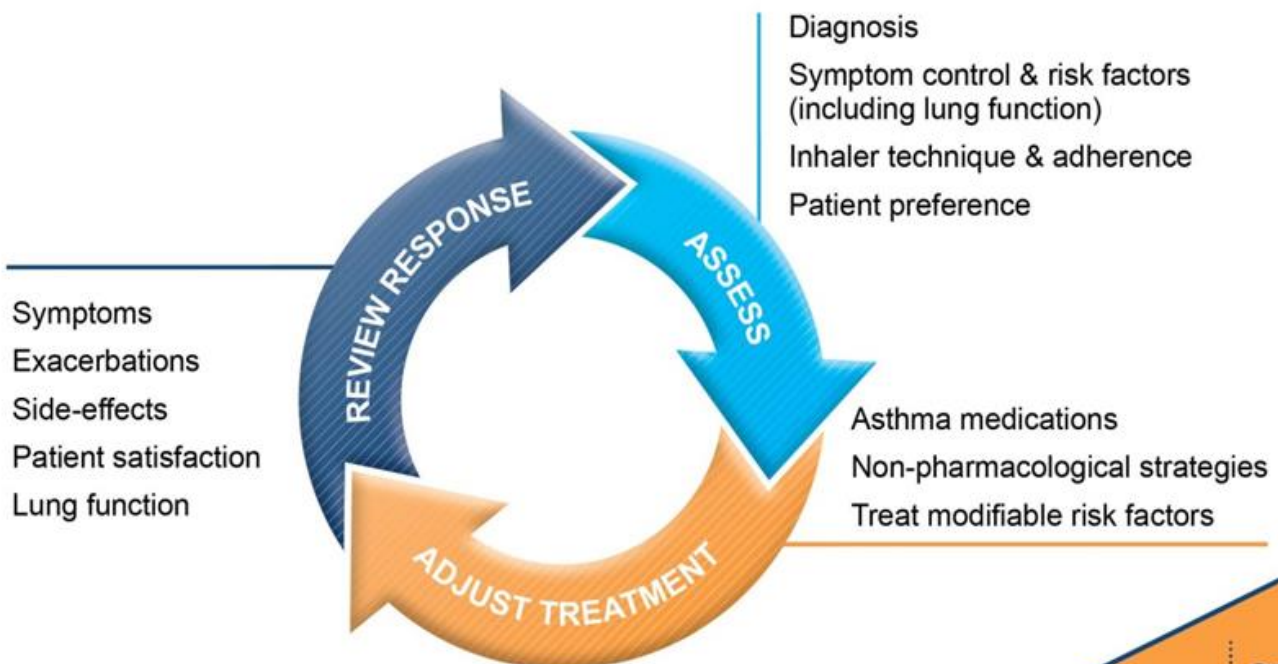 Diagnosis
Symptom control & risk factors
(including lung function)
Inhaler technique & adherence
Patient preference
ASSESS
Asthma medications
Non-pharmacological strategies
Treat modifiable risk factors
ADJUST TREATMENT
REVIEW RESPONSE
Symptoms
Exacerbations
Side-effects
Patient satisfaction
Lung function